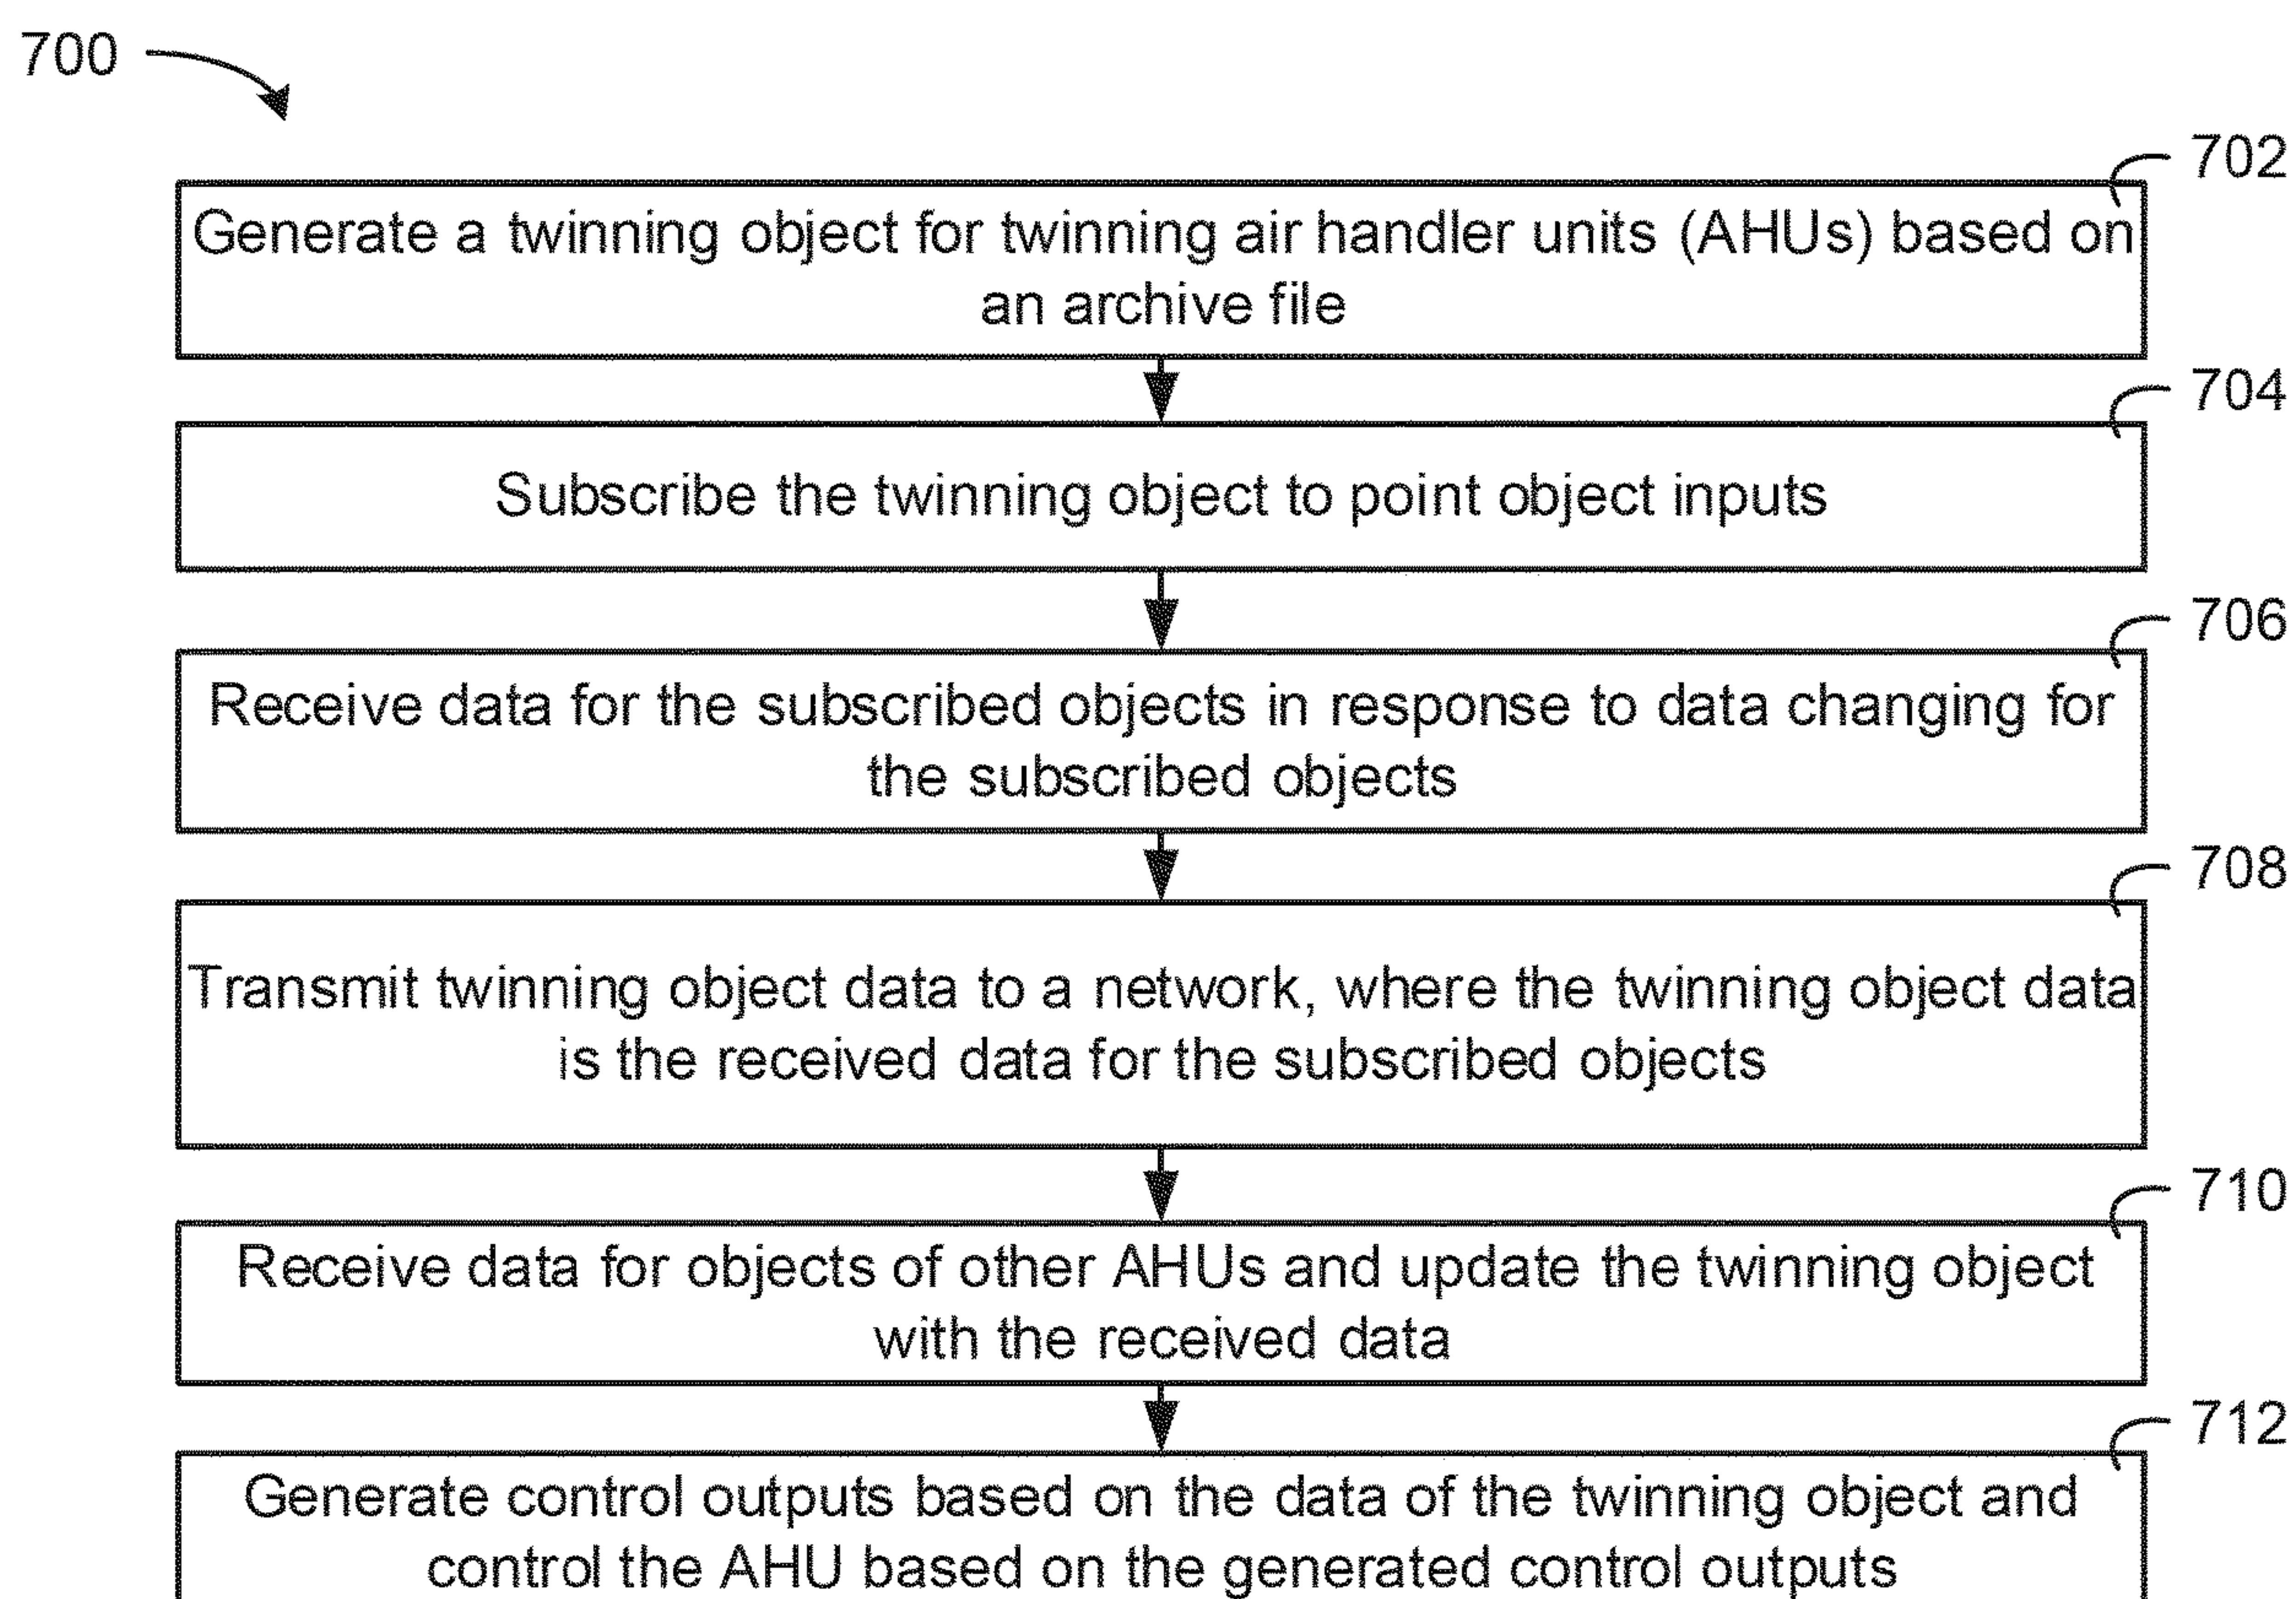 700
702
Generate a twinning object for twinning air handler units (AHUs) based on
an archive file
704
Subscribe the twinning object to point object inputs
706
Receive data for the subscribed objects in response to data changing for
the subscribed objects
708
Transmit twinning object data to a network, where the twinning object data
is the received data for the subscribed objects
710
Receive data for objects of other AHUs and update the twinning object
with the received data
712
Generate control outputs based on the data of the twinning object and
control the AHU based on the generated control outputs